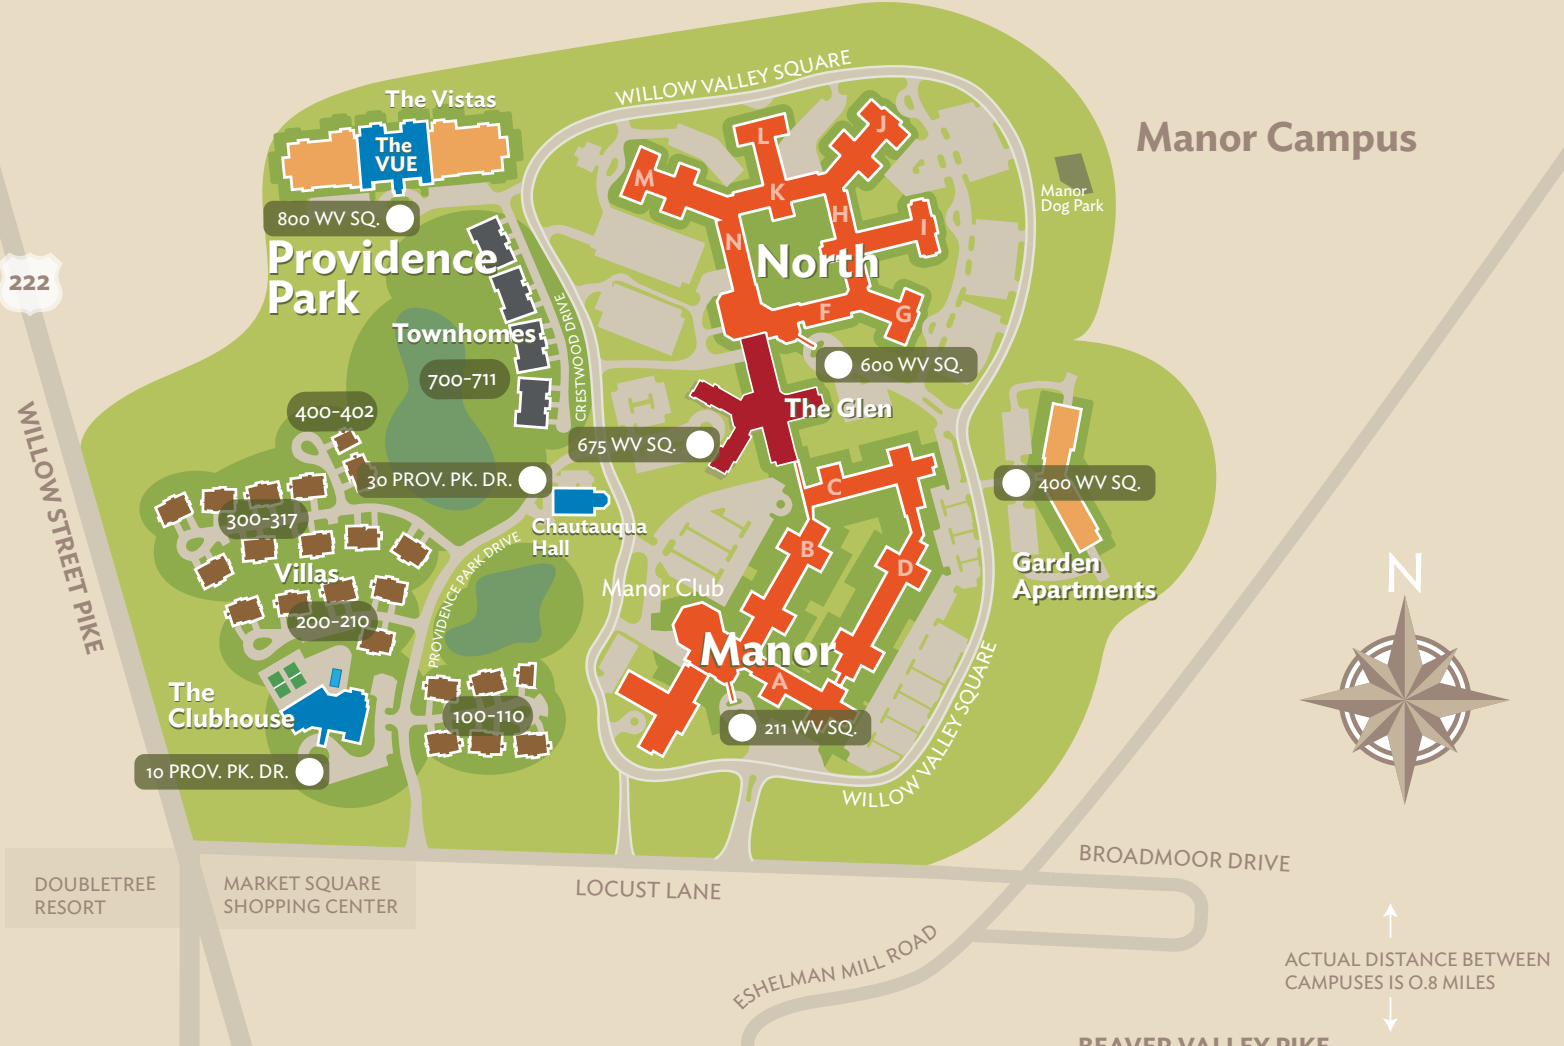 WILLOW VALLEY SQUARE
The Vistas
The
VUE
800 WV SQ.
Providence
Park
Manor Campus
Manor
Dog Park
L
J
M
K
H
I
N
North
F
G
222
Townhomes
700-711
CRESTWOOD DRIVE
600 WV SQ.
The Glen
400-402
675 WV SQ.
30 PROV. PK. DR.
C
400 WV SQ.
WILLOW STREET PIKE
300-317
Chautauqua
Hall
B
D
Villas
PROVIDENCE PARK DRIVE
Manor Club
Garden
Apartments
N
200-210
Manor
A
The
Clubhouse
100-110
211 WV SQ.
10 PROV. PK. DR.
WILLOW VALLEY SQUARE
DOUBLETREE
RESORT
MARKET SQUARE
SHOPPING CENTER
LOCUST LANE
BROADMOOR DRIVE
ESHELMAN MILL ROAD
ACTUAL DISTANCE BETWEEN
CAMPUSES IS 0.8 MILES
BEAVER VALLEY PIKE